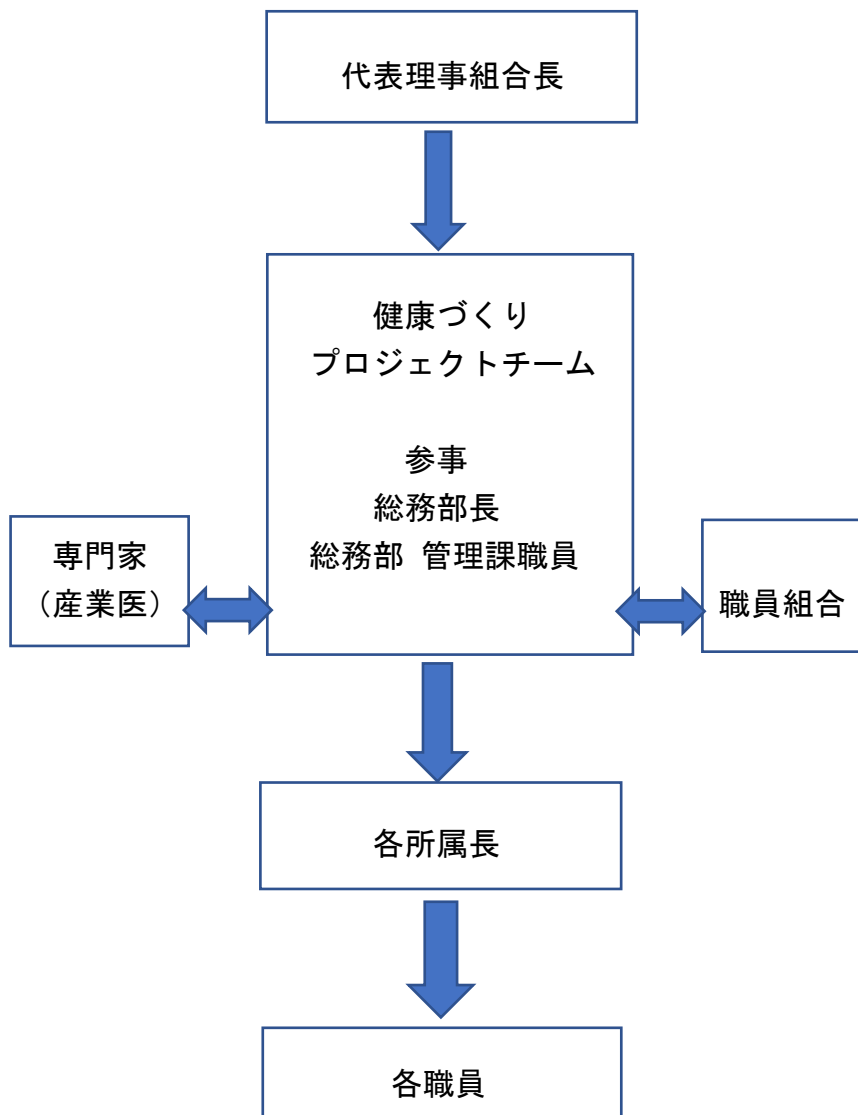 代表理事組合長
健康づくり
プロジェクトチーム
参事
総務部長
総務部 管理課職員
専門家
(産業医)
職員組合
各所属長
各職員